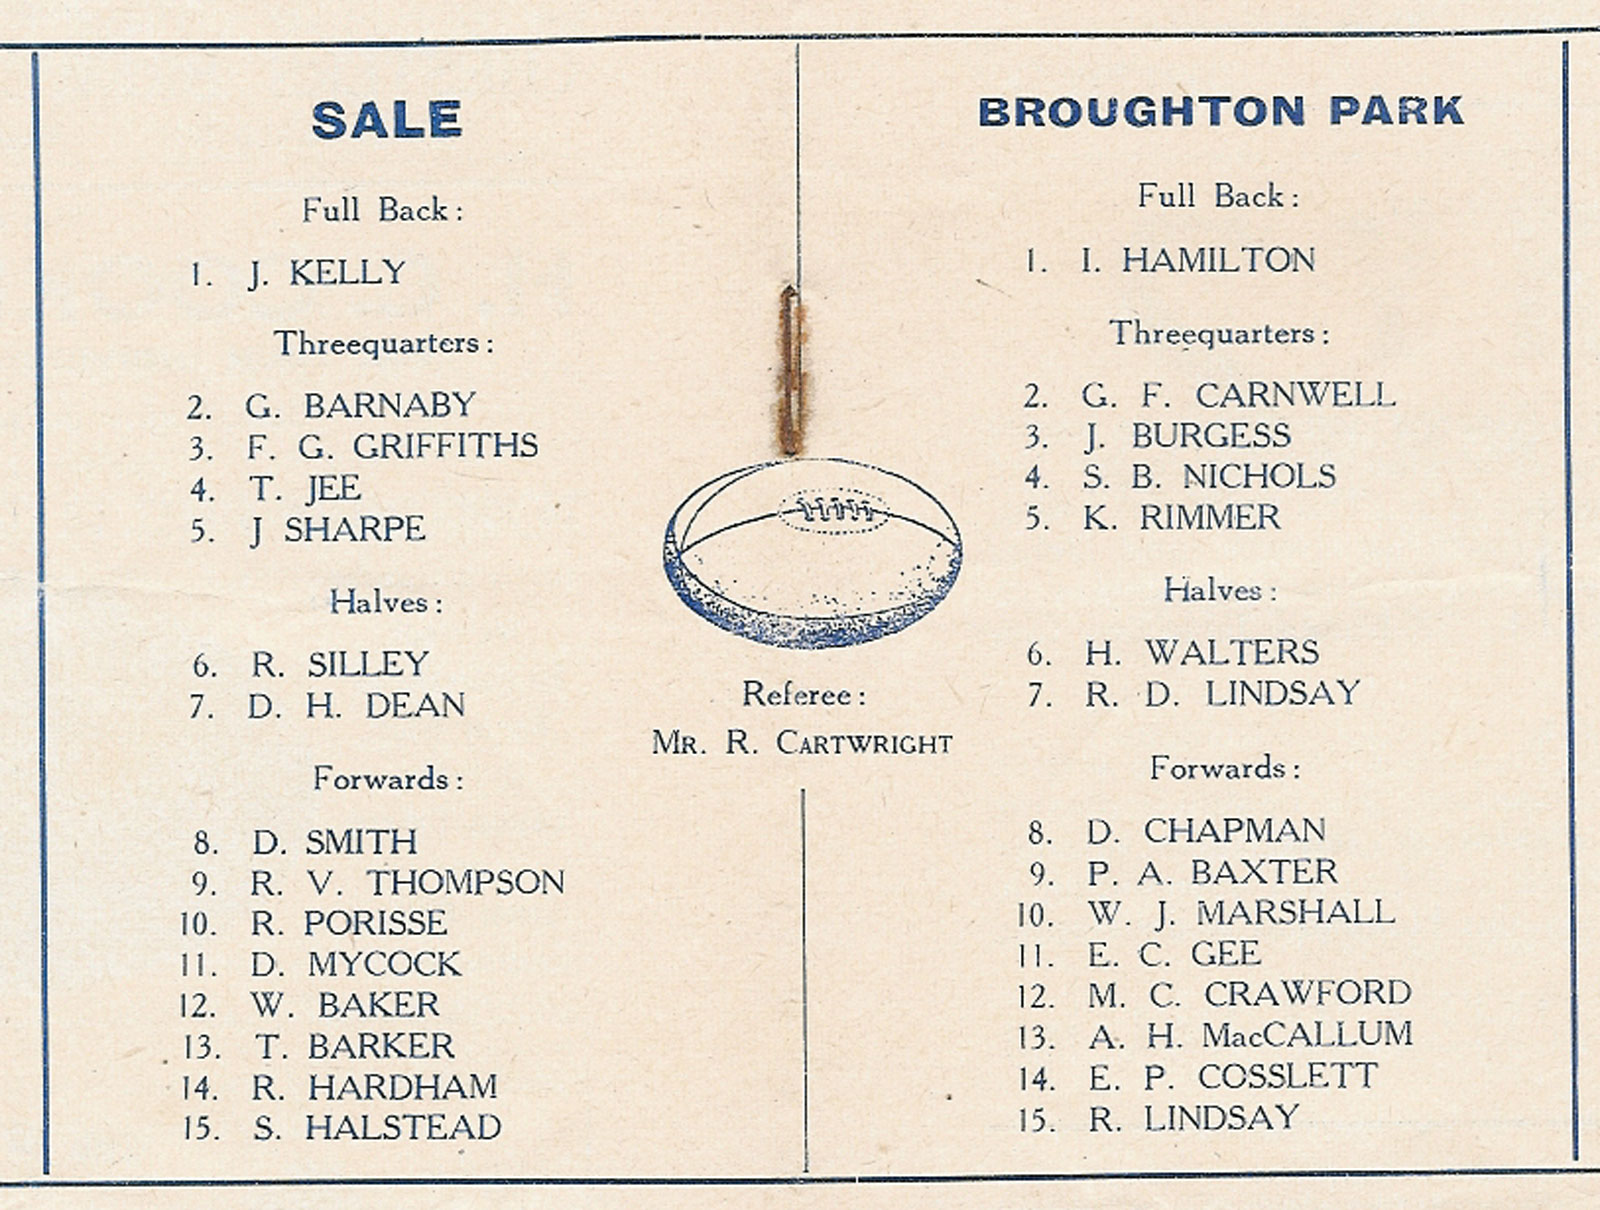 SALE
Full Back :
1. J. KELLY
Threequarters :
2. G. BARNABY
3. F. G. GRIFFITHS
4. T. JEE
5. J SHARPE
Halves :
6. R. SILLEY
7. D. H. DEAN
Forwards :
8. D. SMITH
9. R. V. THOMPSON
10. R. PORISSE
11. D. MYCOCK
12. W. BAKER
13. T. BARKER
14. R. HARDHAM
15. S. HALSTEAD
Referee :
MR. R. CARTWRIGHT
BROUGHTON PARK
Full Back :
1. I. HAMILTON
Threequarters :
2. G. F. CARNWELL
3. J. BURGESS
4. S. B. NICHOLS
5. K. RIMMER
Halves :
6. H. WALTERS
7. R. D. LINDSAY
Forwards :
8. D. CHAPMAN
9. P. A. BAXTER
10. W. J. MARSHALL
11. E. C. GEE
12. M. C. CRAWFORD
13. A. H. MacCALLUM
14. E. P. COSSLETT
15. R. LINDSAY